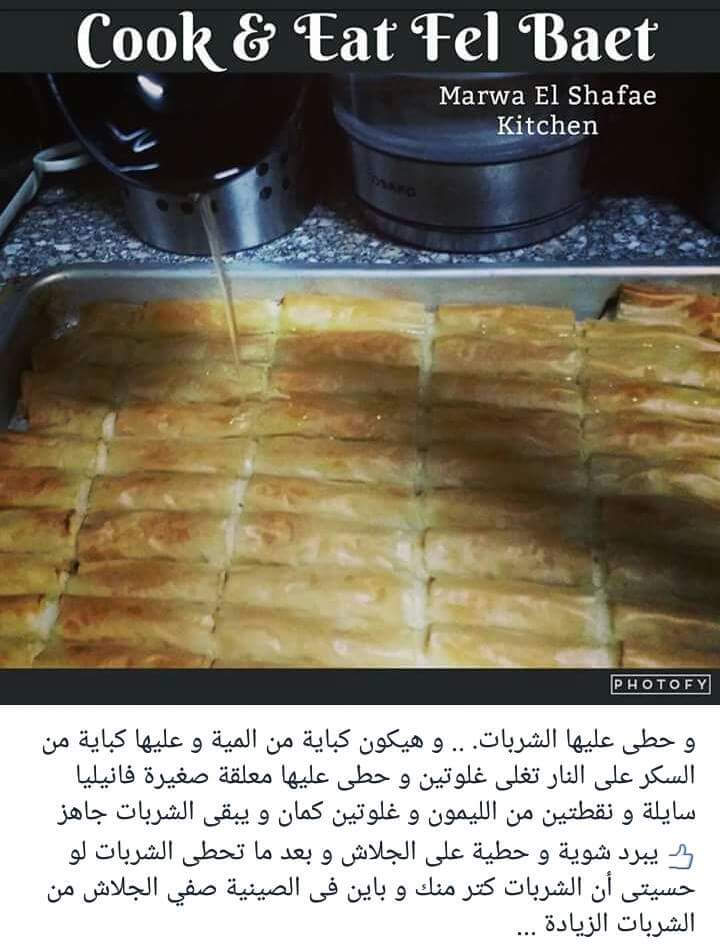 Cook & Eat Fel Baet
Marwa El Shafae
Kitchen
PHOTOFY
و حطى عليها الشربات. .. و هيكون كباية من المية و عليها كباية من
السكر على النار تغلى غلوتين و حطى عليها معلقة صغيرة فانيليا
سايلة و نقطتين من الليمون و غلوتين كمان و يبقى الشربات جاهز
يبرد شوية و حطية على الجلاش و بعد ما تحطى الشربات لو
حسيتى أن الشربات كتر منك و باين فى الصينية صفي الجلاش من
الشربات الزيادة ...